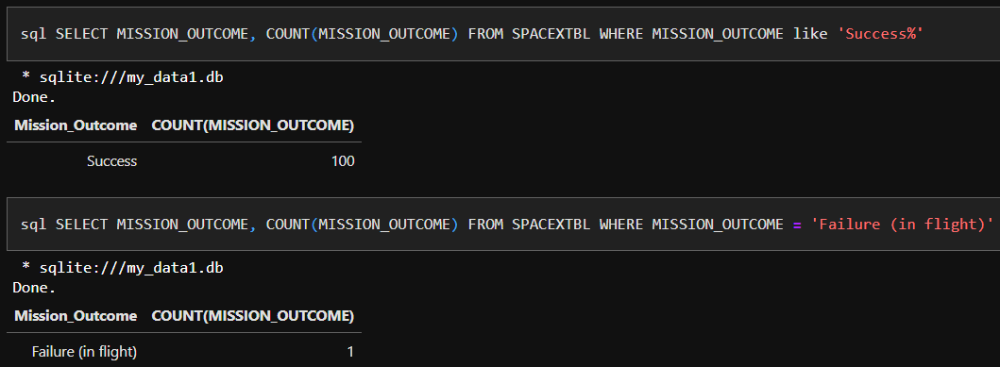 sql SELECT MISSION_OUTCOME, COUNT(MISSION_OUTCOME) FROM SPACEXTBL WHERE MISSION_OUTCOME like 'Success%'
* sqlite:///my_data1.db
Done.
Mission_Outcome COUNT(MISSION_OUTCOME)
Success 100
sql SELECT MISSION_OUTCOME, COUNT(MISSION_OUTCOME) FROM SPACEXTBL WHERE MISSION_OUTCOME = 'Failure (in flight)'
* sqlite:///my_data1.db
Done.
Mission_Outcome COUNT(MISSION_OUTCOME)
Failure (in flight) 1